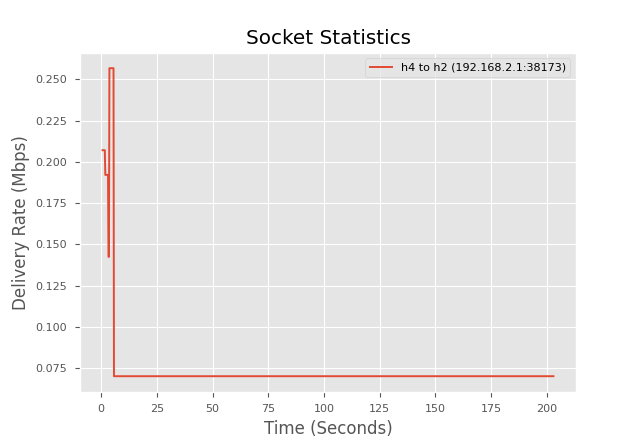 Socket Statistics
h4 to h2 (192.168.2.1:38173)
Delivery Rate (Mbps)
0.250
0.225
0.200
0.175
0.150
0.125
0.100
0.075
0 25 50 75 100 125 150 175 200
Time (Seconds)